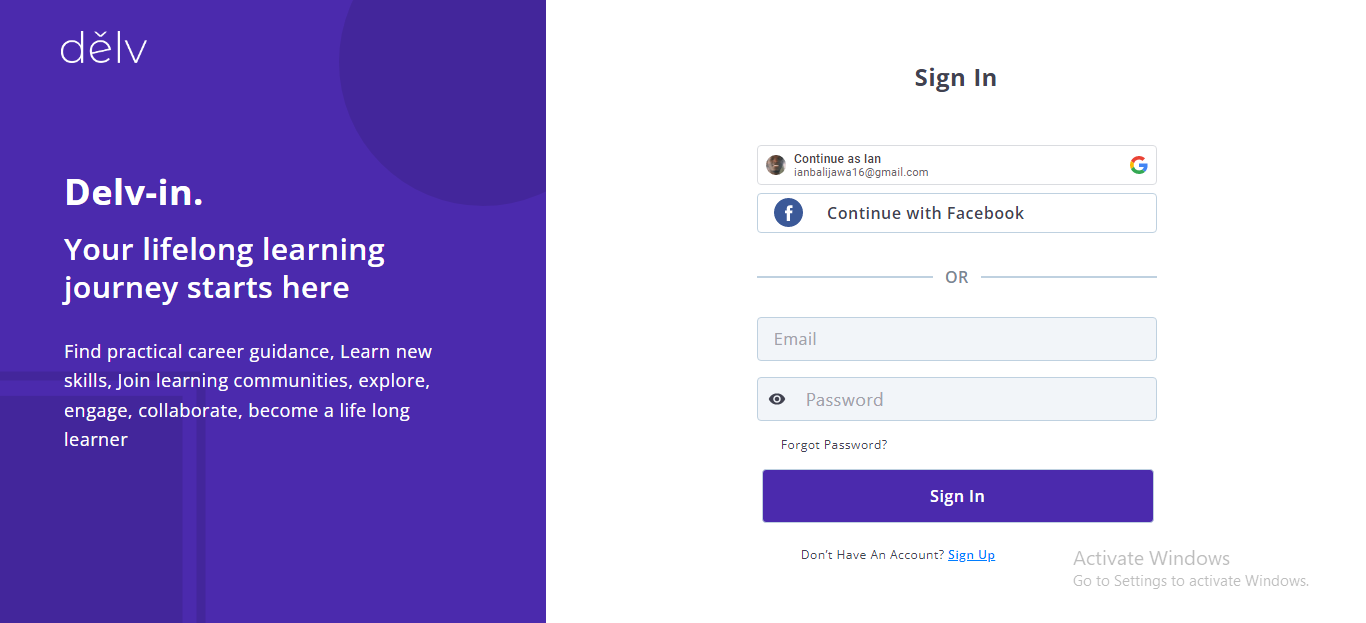 dělv
Delv-in.
Your lifelong learning
journey starts here
Find practical career guidance, Learn new
skills, Join learning communities, explore,
engage, collaborate, become a life long
learner
Sign In
Continue as Ian
ianbalijawa16@gmail.com
Continue with Facebook
OR
Email
Password
Forgot Password?
Sign In
Don't Have An Account? Sign Up
Activate Windows
Go to Settings to activate Windows.